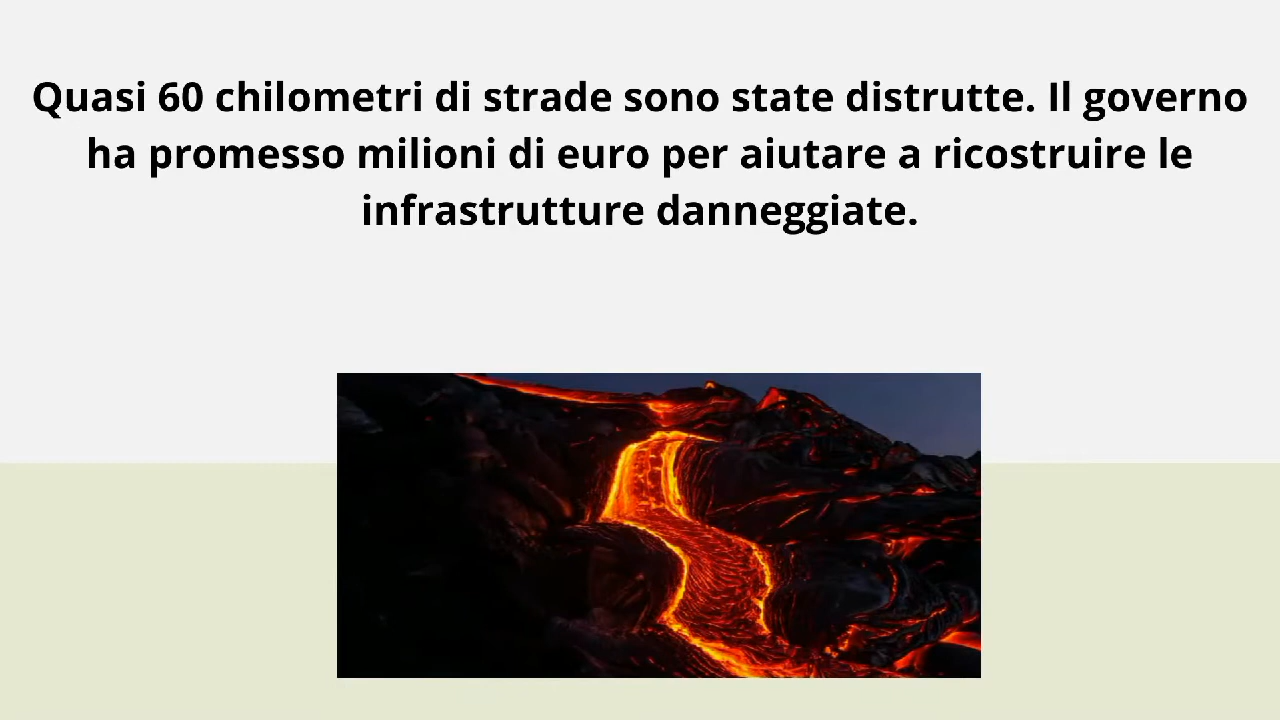 Quasi 60 chilometri di strade sono state distrutte. Il governo
ha promesso milioni di euro per aiutare a ricostruire le
infrastrutture danneggiate.